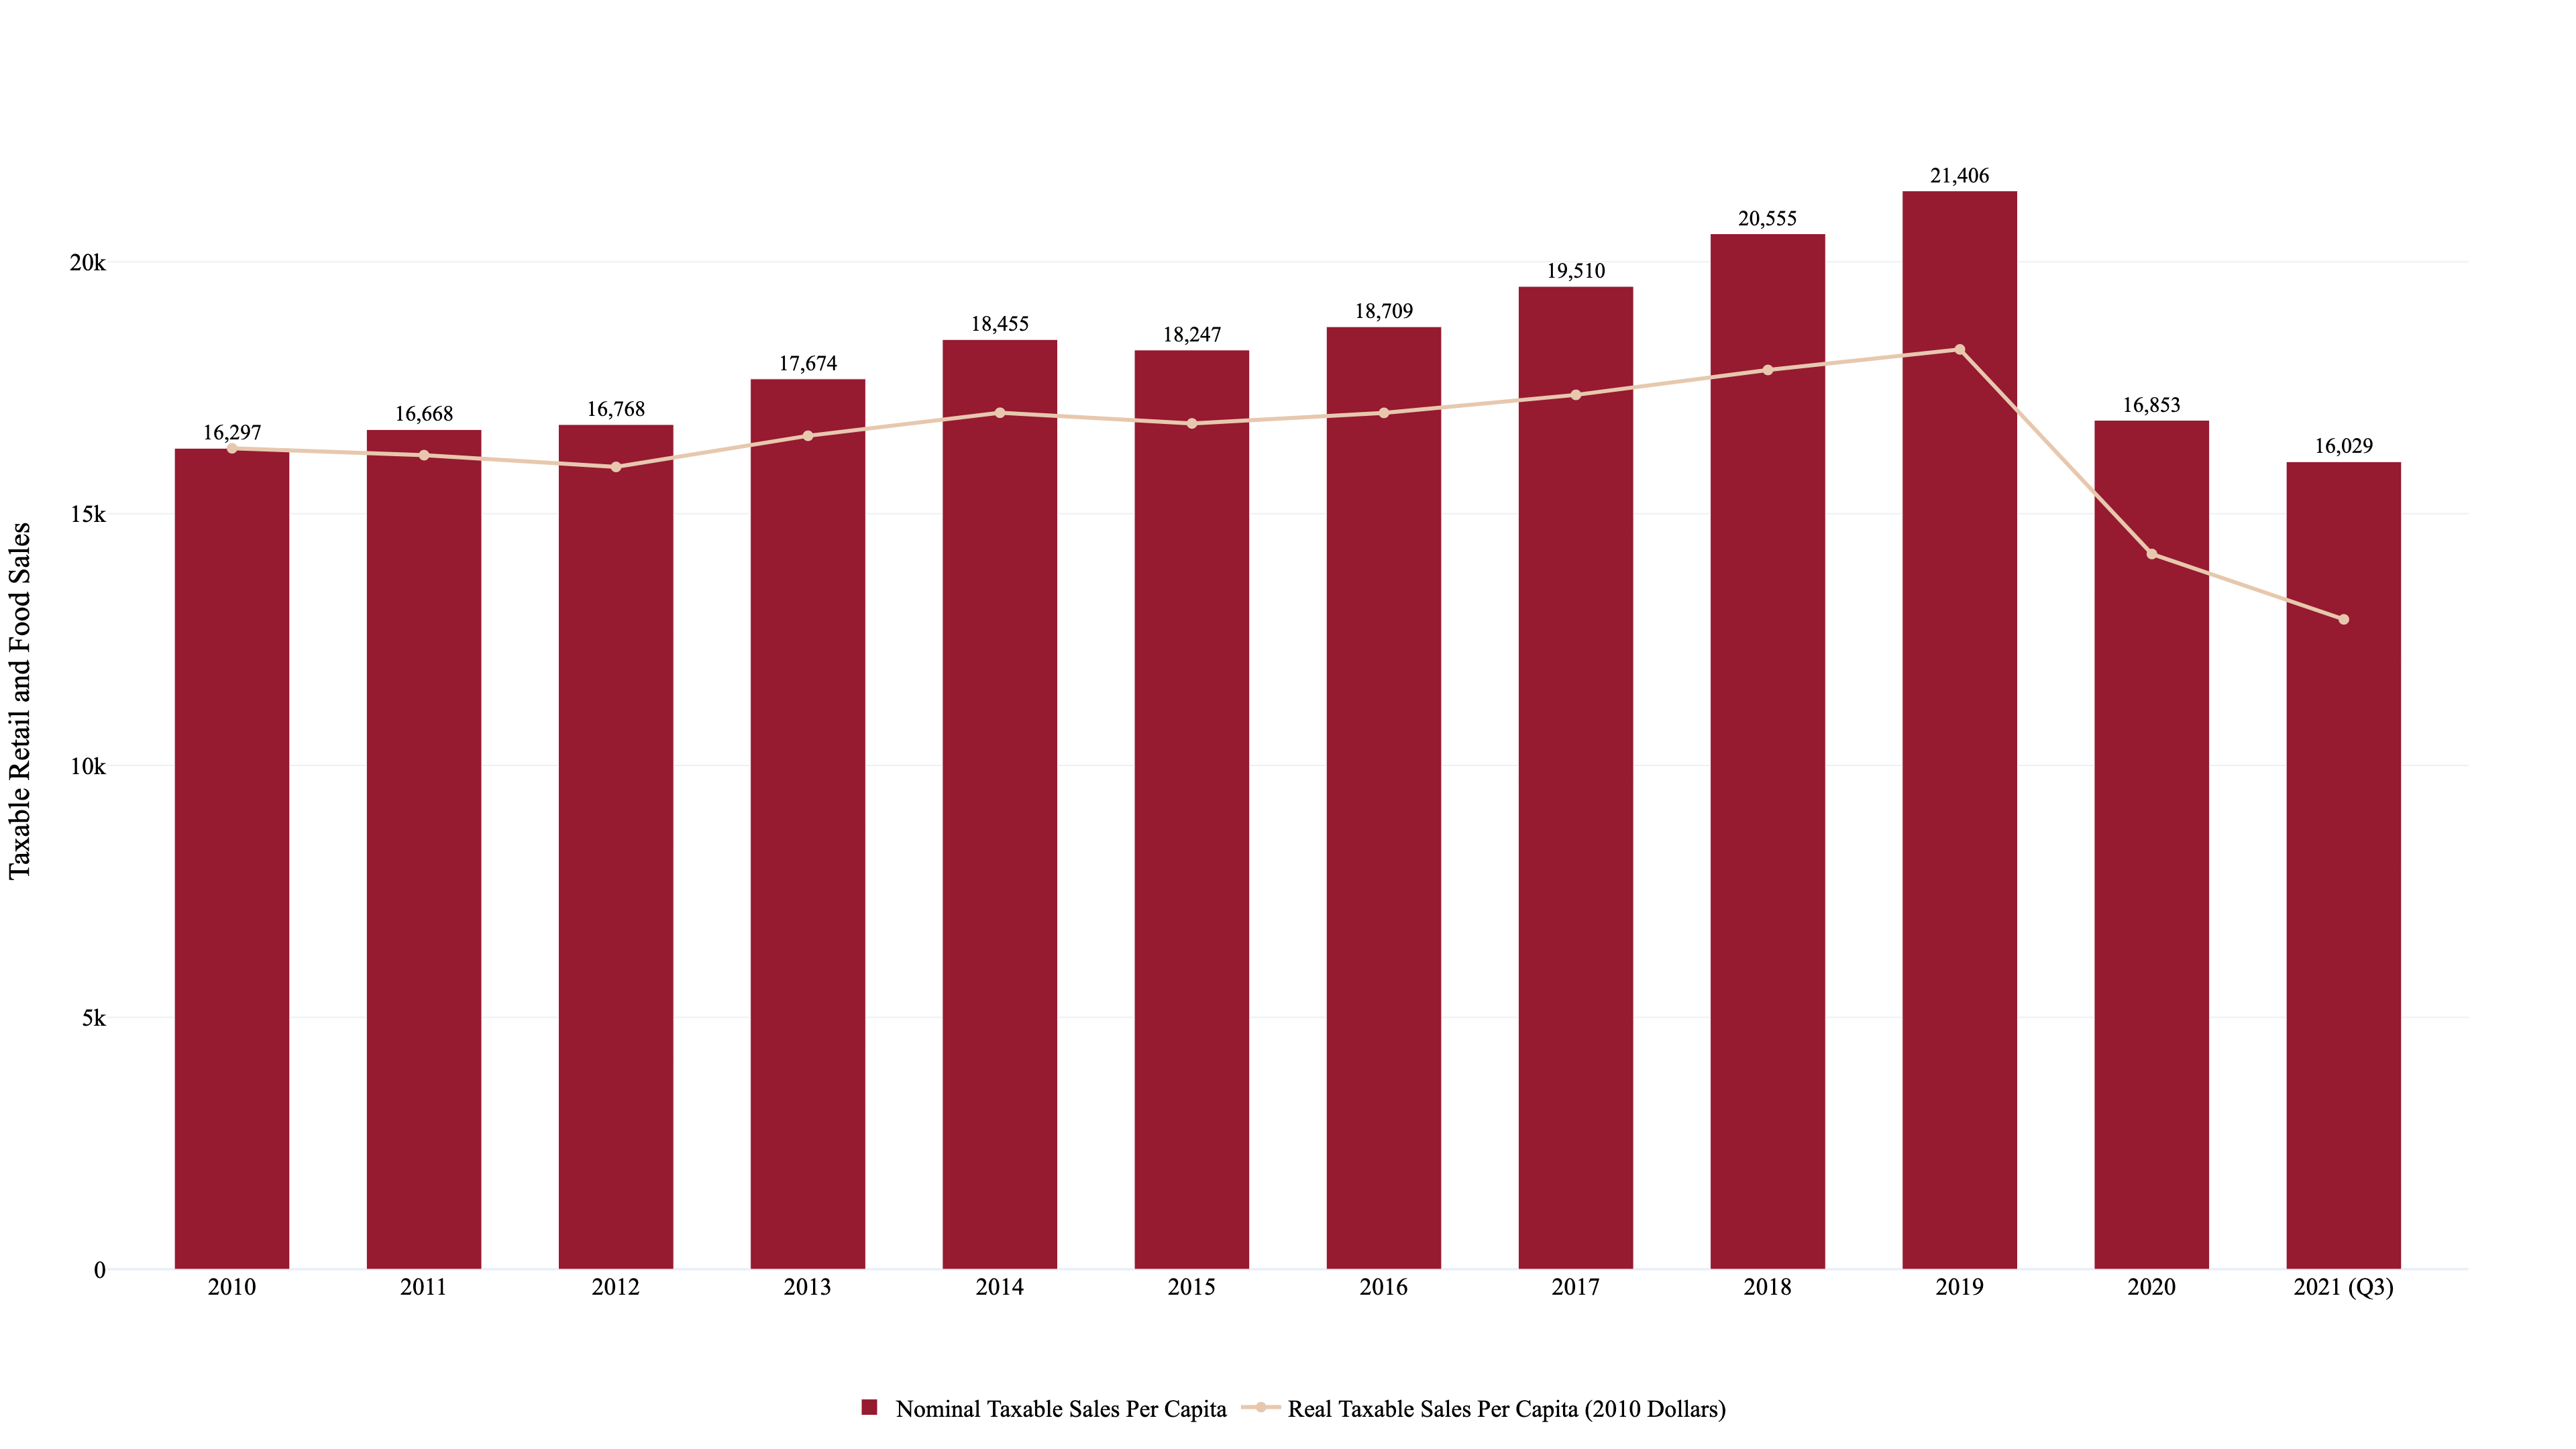 Taxable Retail and Food Sales
20k
15k
10k
5k
0
16,297
16,668
16,768
17,674
18,455
18,247
18,709
19,510
20,555
21,406
16,853
16,029
2010 2011 2012 2013 2014 2015 2016 2017 2018 2019 2020 2021 (Q3)
Nominal Taxable Sales Per Capita Real Taxable Sales Per Capita (2010 Dollars)